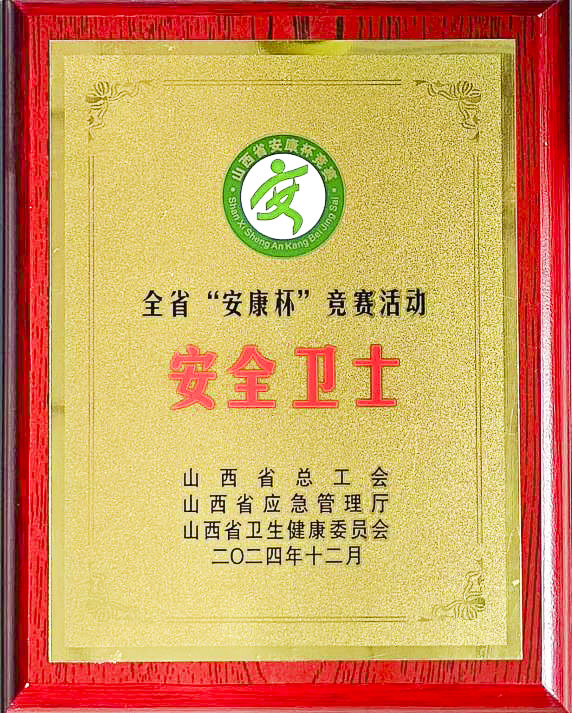 山西省安康杯竞赛
Shan Xi Sheng An Kang Bei Jing Sai
安
全省“安康杯”竞赛活动
安全卫士
山西省总工会
山西省应急管理厅
山西省卫生健康委员会
二〇二四年十二月